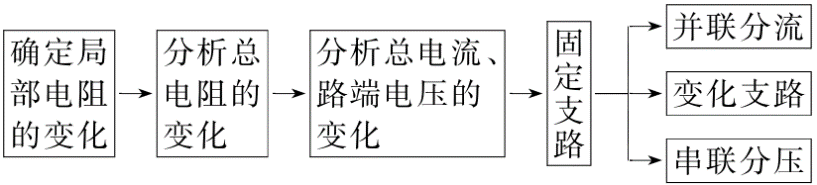 确定局
部电阻
的变化
分析总
电阻的
变化
分析总电流、
路端电压的
变化
固定支路
并联分流
变化支路
串联分压